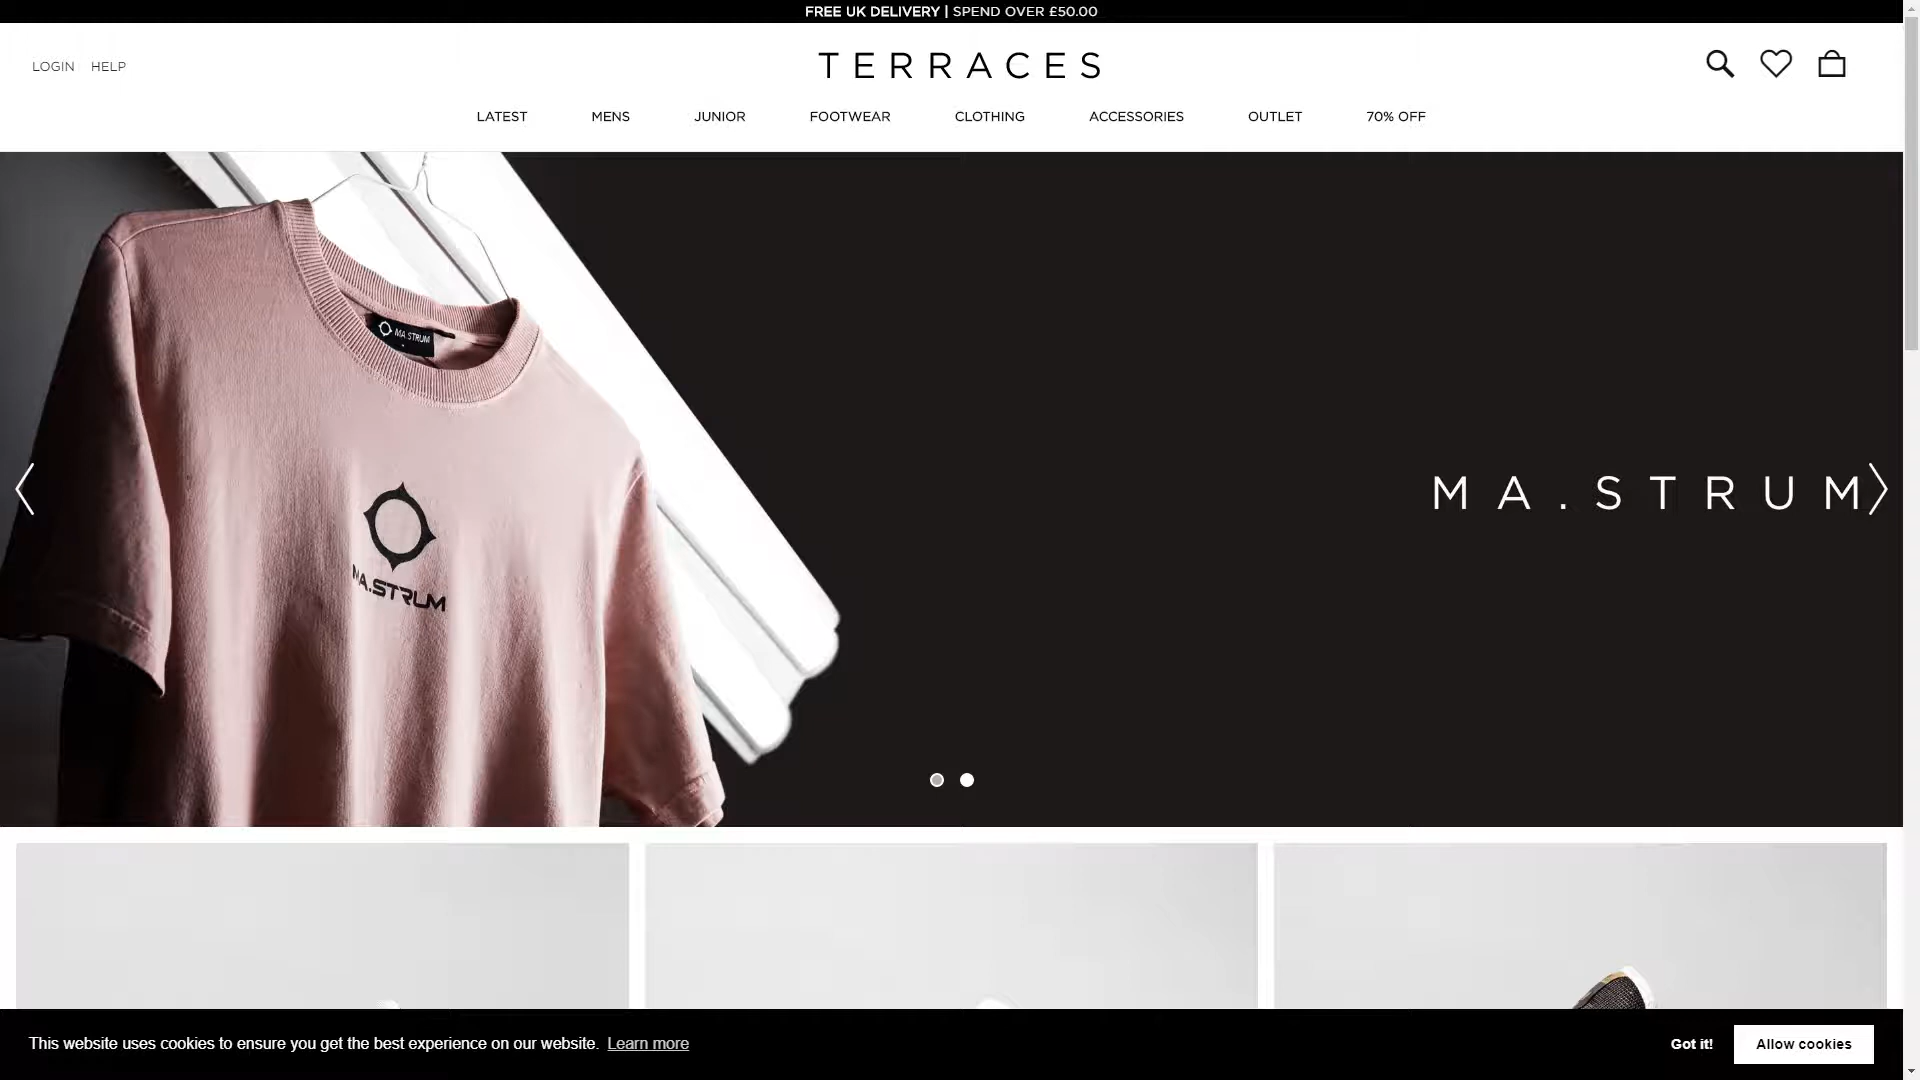 FREE UK DELIVERY | SPEND OVER £50.00
LOGIN HELP
TERRACES
LATEST MENS JUNIOR FOOTWEAR CLOTHING ACCESSORIES OUTLET 70% OFF
MA.STRUM
MA.STRUM
MA.STRUM
This website uses cookies to ensure you get the best experience on our website. Learn more
Got it! Allow cookies